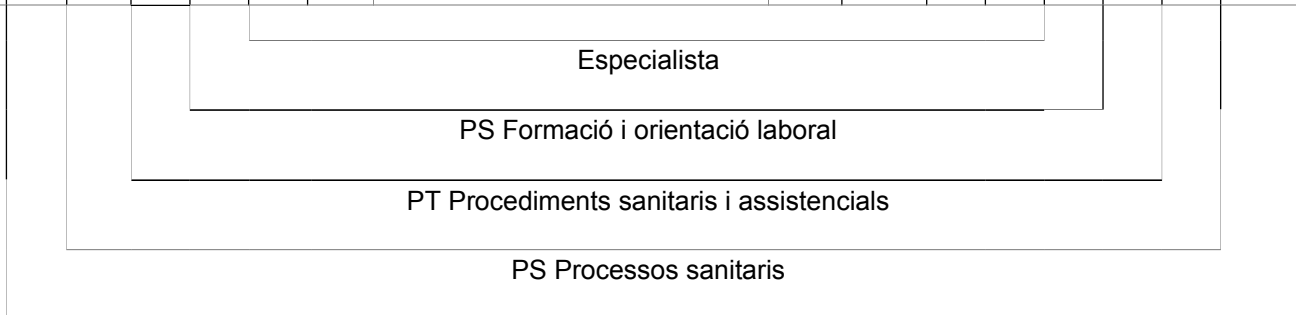 Especialista
PS Formació i orientació laboral
PT Procediments sanitaris i assistencials
PS Processos sanitaris